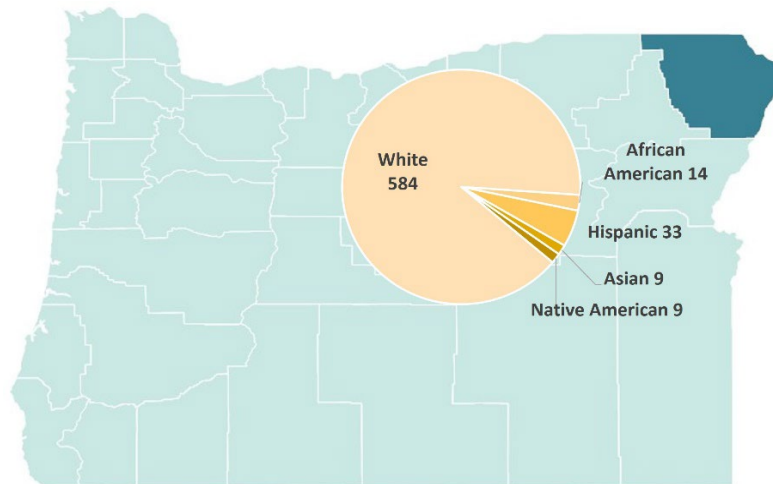 White
584
African
American 14
Hispanic 33
Asian 9
Native American 9